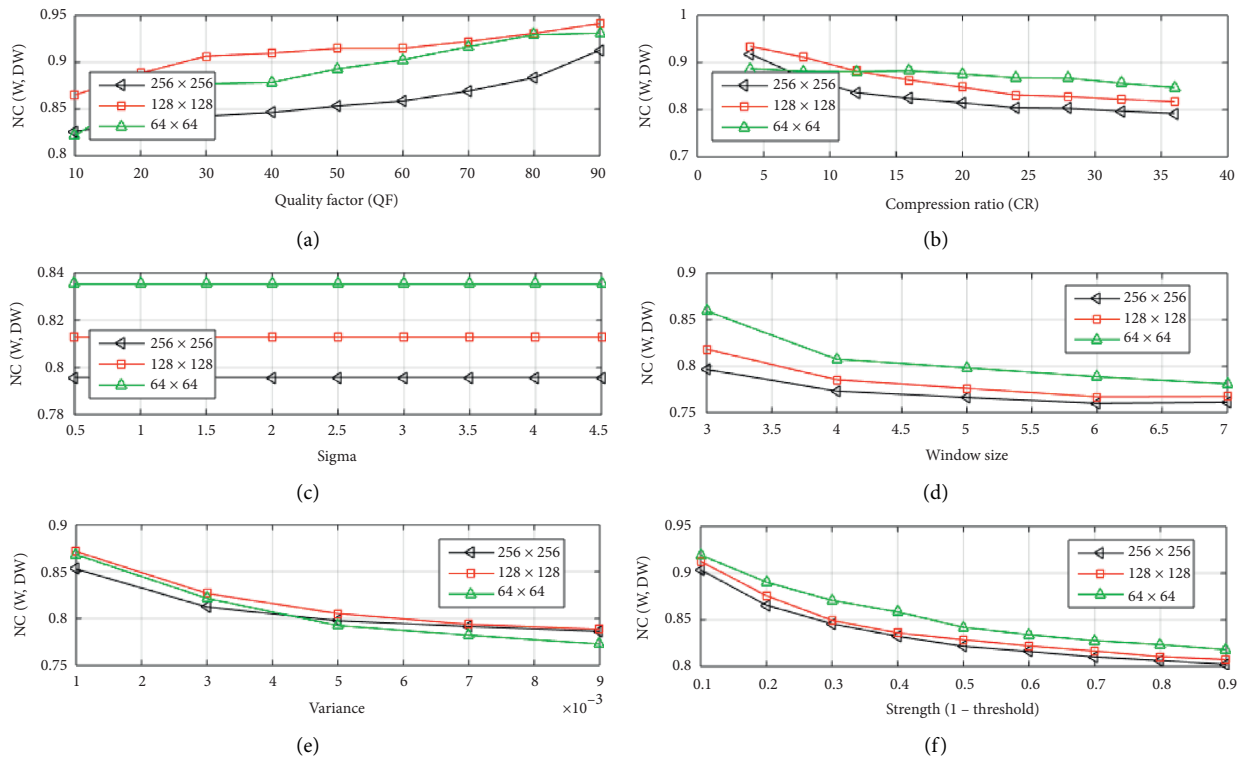 NC (W, DW)
0.95
0.9
0.85
0.8
256 × 256
128 × 128
64 × 64
10 20 30 40 50 60 70 80 90
Quality factor (QF)
(a)
NC (W, DW)
1
0.9
0.8
0.7
256 × 256
128 × 128
64 × 64
0 5 10 15 20 25 30 35 40
Compression ratio (CR)
(b)
NC (W, DW)
0.84
0.82
0.8
0.78
256 × 256
128 × 128
64 × 64
0.5 1 1.5 2 2.5 3 3.5 4 4.5
Sigma
(c)
NC (W, DW)
0.9
0.85
0.8
0.75
256 × 256
128 × 128
64 × 64
3 3.5 4 4.5 5 5.5 6 6.5 7
Window size
(d)
NC (W, DW)
0.9
0.85
0.8
0.75
256 × 256
128 × 128
64 × 64
1 2 3 4 5 6 7 8 9
Variance
×10−3
(e)
NC (W, DW)
0.95
0.9
0.85
0.8
256 × 256
128 × 128
64 × 64
0.1 0.2 0.3 0.4 0.5 0.6 0.7 0.8 0.9
Strength (1 – threshold)
(f)